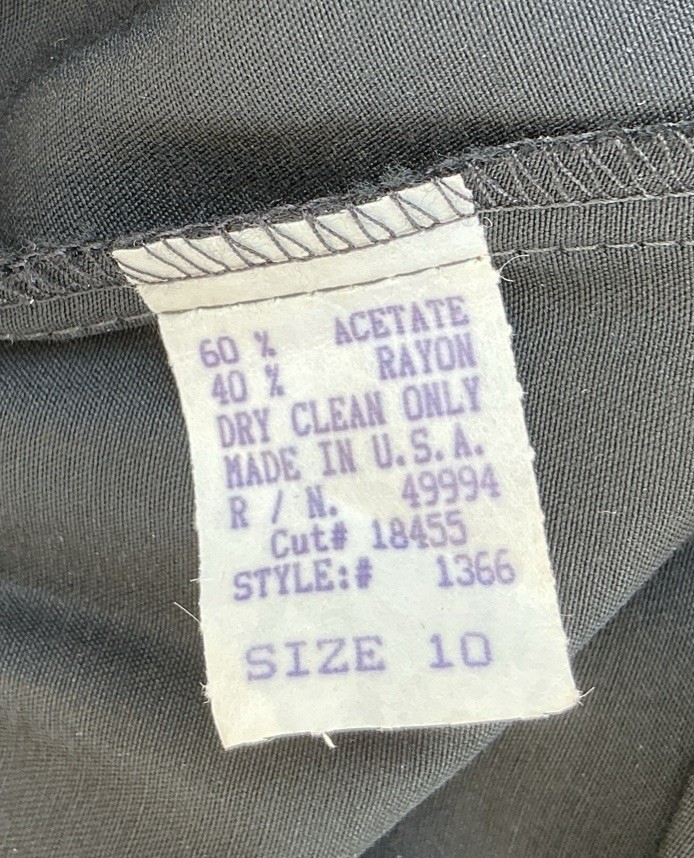 60 % ACETATE
40 % RAYON
DRY CLEAN ONLY
MADE IN U.S.A.
R / N. 49994
Cut# 18455
STYLE:# 1366
SIZE 10